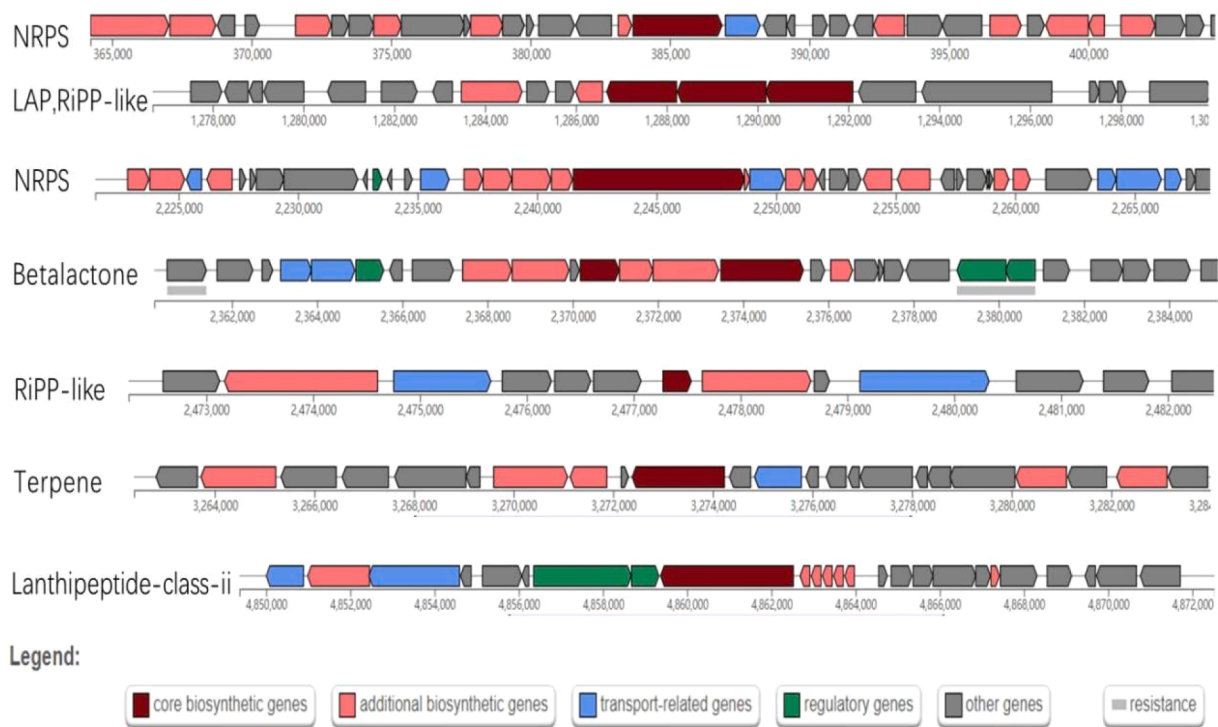 NRPS
365,000 370,000 375,000 380,000 385,000 390,000 395,000 400,000
LAP,RiPP-like
1,278,000 1,280,000 1,282,000 1,284,000 1,286,000 1,288,000 1,290,000 1,292,000 1,294,000 1,296,000 1,298,000 1,30
NRPS
2,225,000 2,230,000 2,235,000 2,240,000 2,245,000 2,250,000 2,255,000 2,260,000 2,265,000
Betalactone
2,362,000 2,364,000 2,366,000 2,368,000 2,370,000 2,372,000 2,374,000 2,376,000 2,378,000 2,380,000 2,382,000 2,384,000
RiPP-like
2,473,000 2,474,000 2,475,000 2,476,000 2,477,000 2,478,000 2,479,000 2,480,000 2,481,000 2,482,000
Terpene
3,264,000 3,266,000 3,268,000 3,270,000 3,272,000 3,274,000 3,276,000 3,278,000 3,280,000 3,282,000 3,284
Lanthipeptide-class-ii
4,850,000 4,852,000 4,854,000 4,856,000 4,858,000 4,860,000 4,862,000 4,864,000 4,866,000 4,868,000 4,870,000 4,872,000
Legend:
core biosynthetic genes additional biosynthetic genes transport-related genes regulatory genes other genes resistance